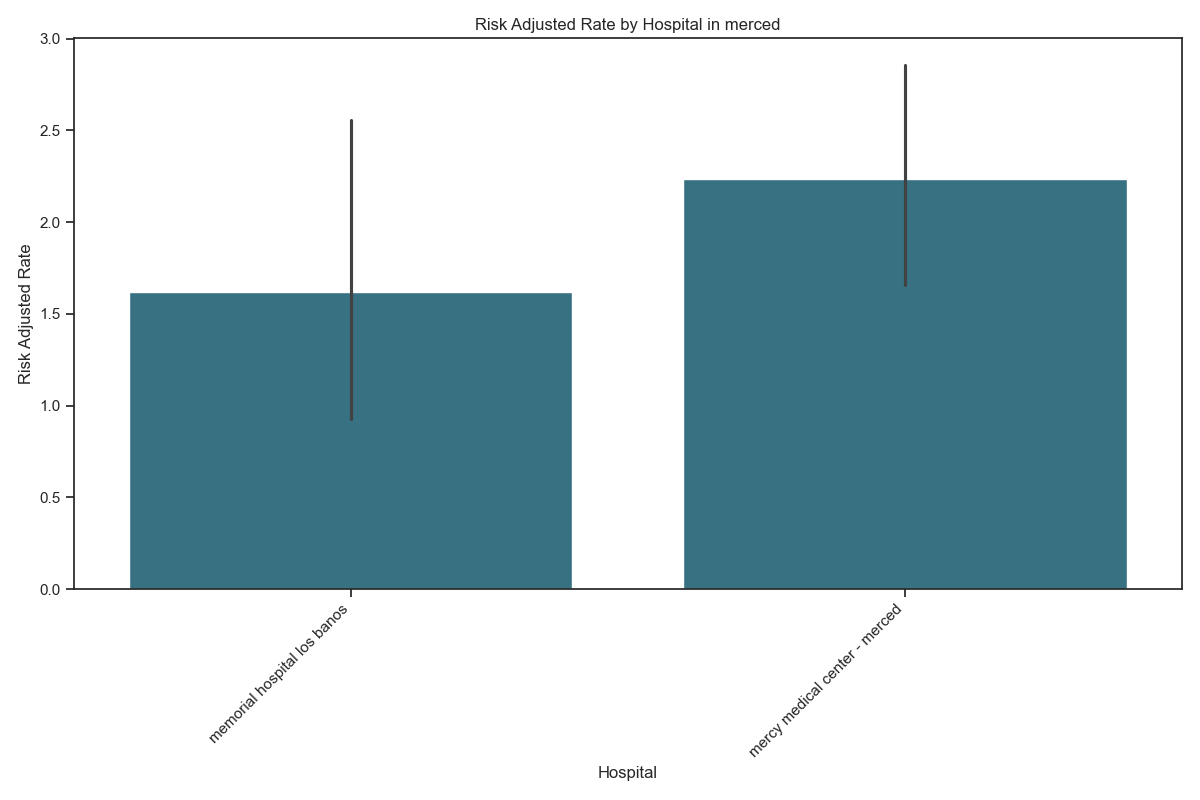 Risk Adjusted Rate by Hospital in merced
3.0
2.5
2.0
1.5
1.0
0.5
0.0
Risk Adjusted Rate
memorial hospital los banos
mercy medical center - merced
Hospital